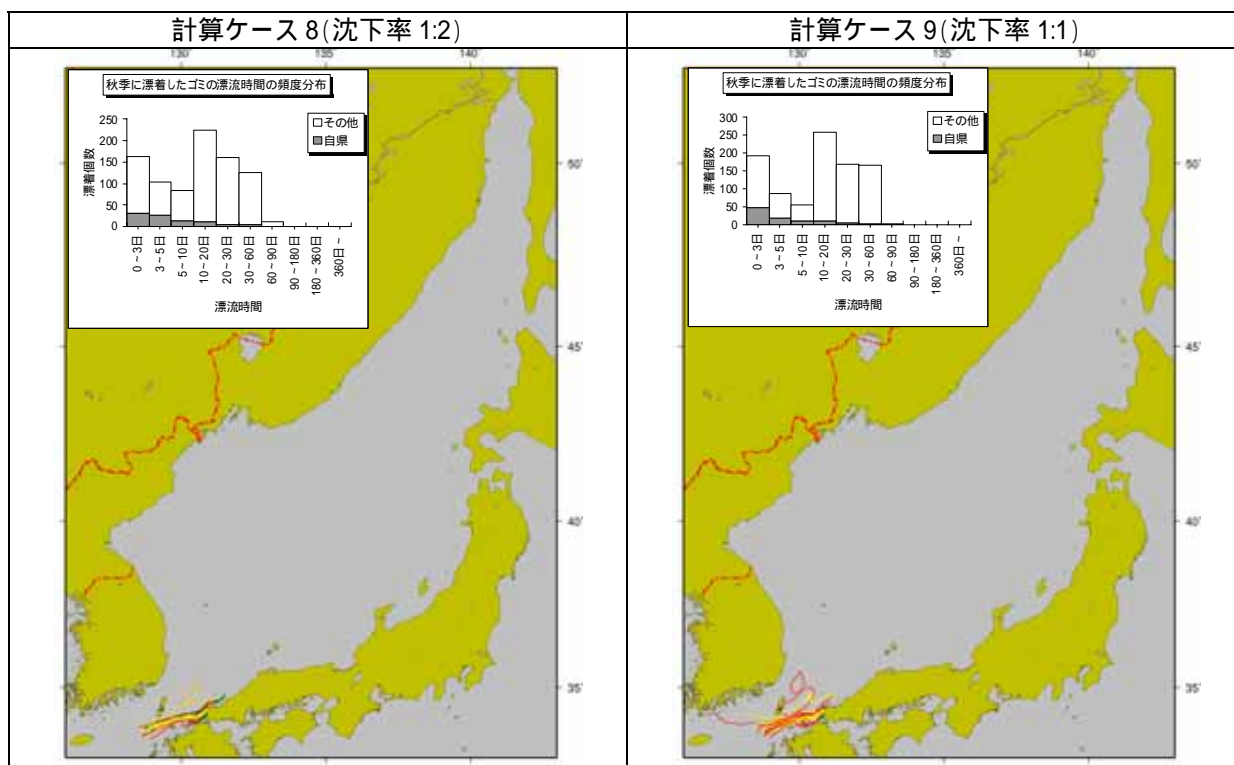 計算ケース 8(沈下率 1:2)
130°
140°
秋季に漂着したゴミの漂流時間の頻度分布
250
200
150
100
50
0
漂着個数
□その他
■自県
0～3日
3～5日
5～10日
10～20日
20～30日
30～60日
60～90日
90～180日
180～360日
360日～
漂流時間
50°
45°
40°
35°
計算ケース 9(沈下率 1:1)
130°
140°
秋季に漂着したゴミの漂流時間の頻度分布
300
250
200
150
100
50
0
漂着個数
□その他
■自県
0～3日
3～5日
5～10日
10～20日
20～30日
30～60日
60～90日
90～180日
180～360日
360日～
漂流時間
50°
45°
40°
35°